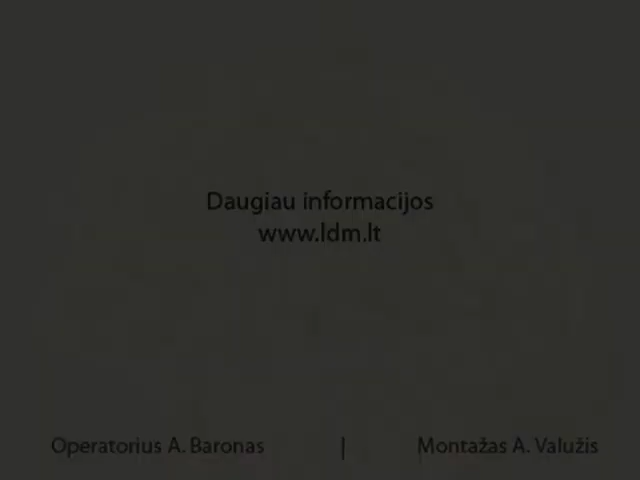 Daugiau informacijos
www.ldm.lt
Operatorius A. Baronas | Montažas A. Valužis